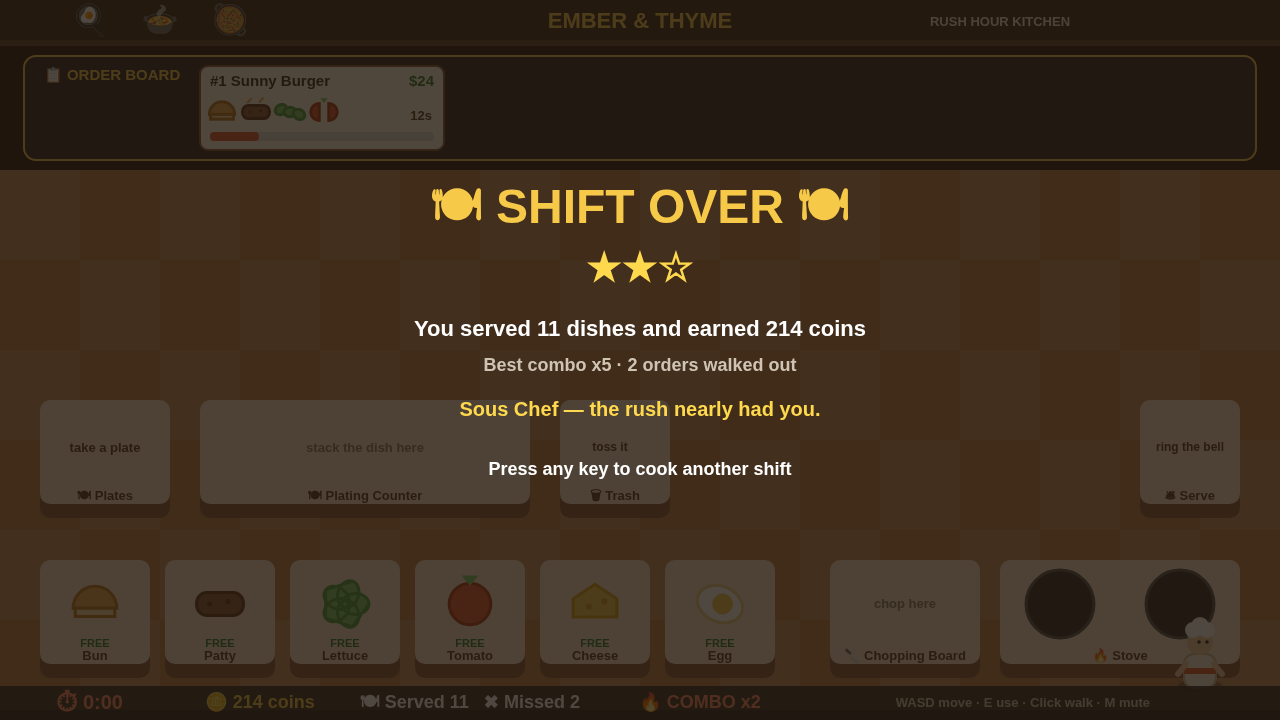 EMBER & THYME
RUSH HOUR KITCHEN
ORDER BOARD
#1 Sunny Burger $24
12s
SHIFT OVER
You served 11 dishes and earned 214 coins
Best combo x5 · 2 orders walked out
Sous Chef — the rush nearly had you.
Press any key to cook another shift
take a plate
Plates
stack the dish here
Plating Counter
toss it
Trash
ring the bell
Serve
FREE
Bun
FREE
Patty
FREE
Lettuce
FREE
Tomato
FREE
Cheese
FREE
Egg
chop here
Chopping Board
Stove
0:00
214 coins
Served 11
Missed 2
COMBO x2
WASD move · E use · Click walk · M mute